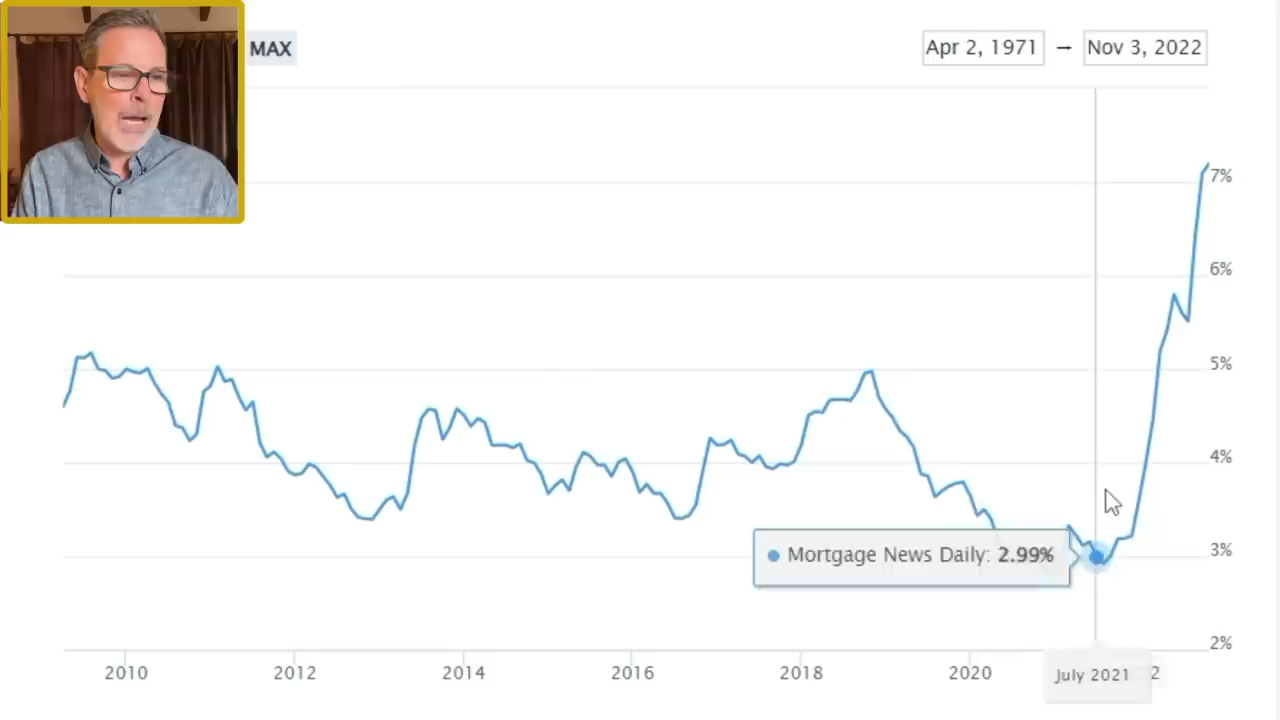 MAX
Apr 2, 1971 → Nov 3, 2022
7%
6%
5%
4%
3%
2%
Mortgage News Daily: 2.99%
2010 2012 2014 2016 2018 2020 July 2021 2